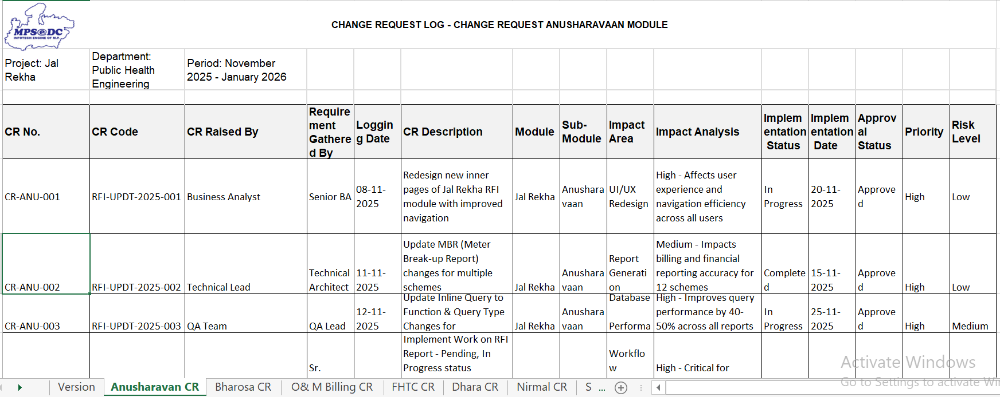 MPS@DC
INFOTECH ENGINE OF M.P.
CHANGE REQUEST LOG - CHANGE REQUEST ANUSHARAVAAN MODULE
Project: Jal
Rekha
Department:
Public Health
Engineering
Period: November
2025 - January 2026
CR No.
CR Code
CR Raised By
Require
ment
Gathere
d By
Loggin
g Date
CR Description
Module
Sub-
Module
Impact
Area
Impact Analysis
Implem
entation
Status
Implem
entation
Date
Approv
al
Status
Priority
Risk
Level
CR-ANU-001
RFI-UPDT-2025-001
Business Analyst
Senior BA
08-11-
2025
Redesign new inner
pages of Jal Rekha RFI
module with improved
navigation
Jal Rekha
Anushara
vaan
UI/UX
Redesign
High - Affects user
experience and
navigation efficiency
across all users
In
Progress
20-11-
2025
Approve
d
High
Low
CR-ANU-002
RFI-UPDT-2025-002
Technical Lead
Technical
Architect
11-11-
2025
Update MBR (Meter
Break-up Report)
changes for multiple
schemes
Jal Rekha
Anushara
vaan
Report
Generati
on
Medium - Impacts
billing and financial
reporting accuracy for
12 schemes
Complete
d
15-11-
2025
Approve
d
High
Low
CR-ANU-003
RFI-UPDT-2025-003
QA Team
QA Lead
12-11-
2025
Update Inline Query to
Function & Query Type
Changes for
Jal Rekha
Anushara
vaan
Database
Performa
High - Improves query
performance by 40-
50% across all reports
In
Progress
25-11-
2025
Approve
d
High
Medium
Sr.
Implement Work on RFI
Report - Pending, In
Progress status
Workflo
w
High - Critical for
Activate Windows
Go to Settings to activate Wi
Version
Anusharavan CR
Bharosa CR
O& M Billing CR
FHTC CR
Dhara CR
Nirmal CR
S ...